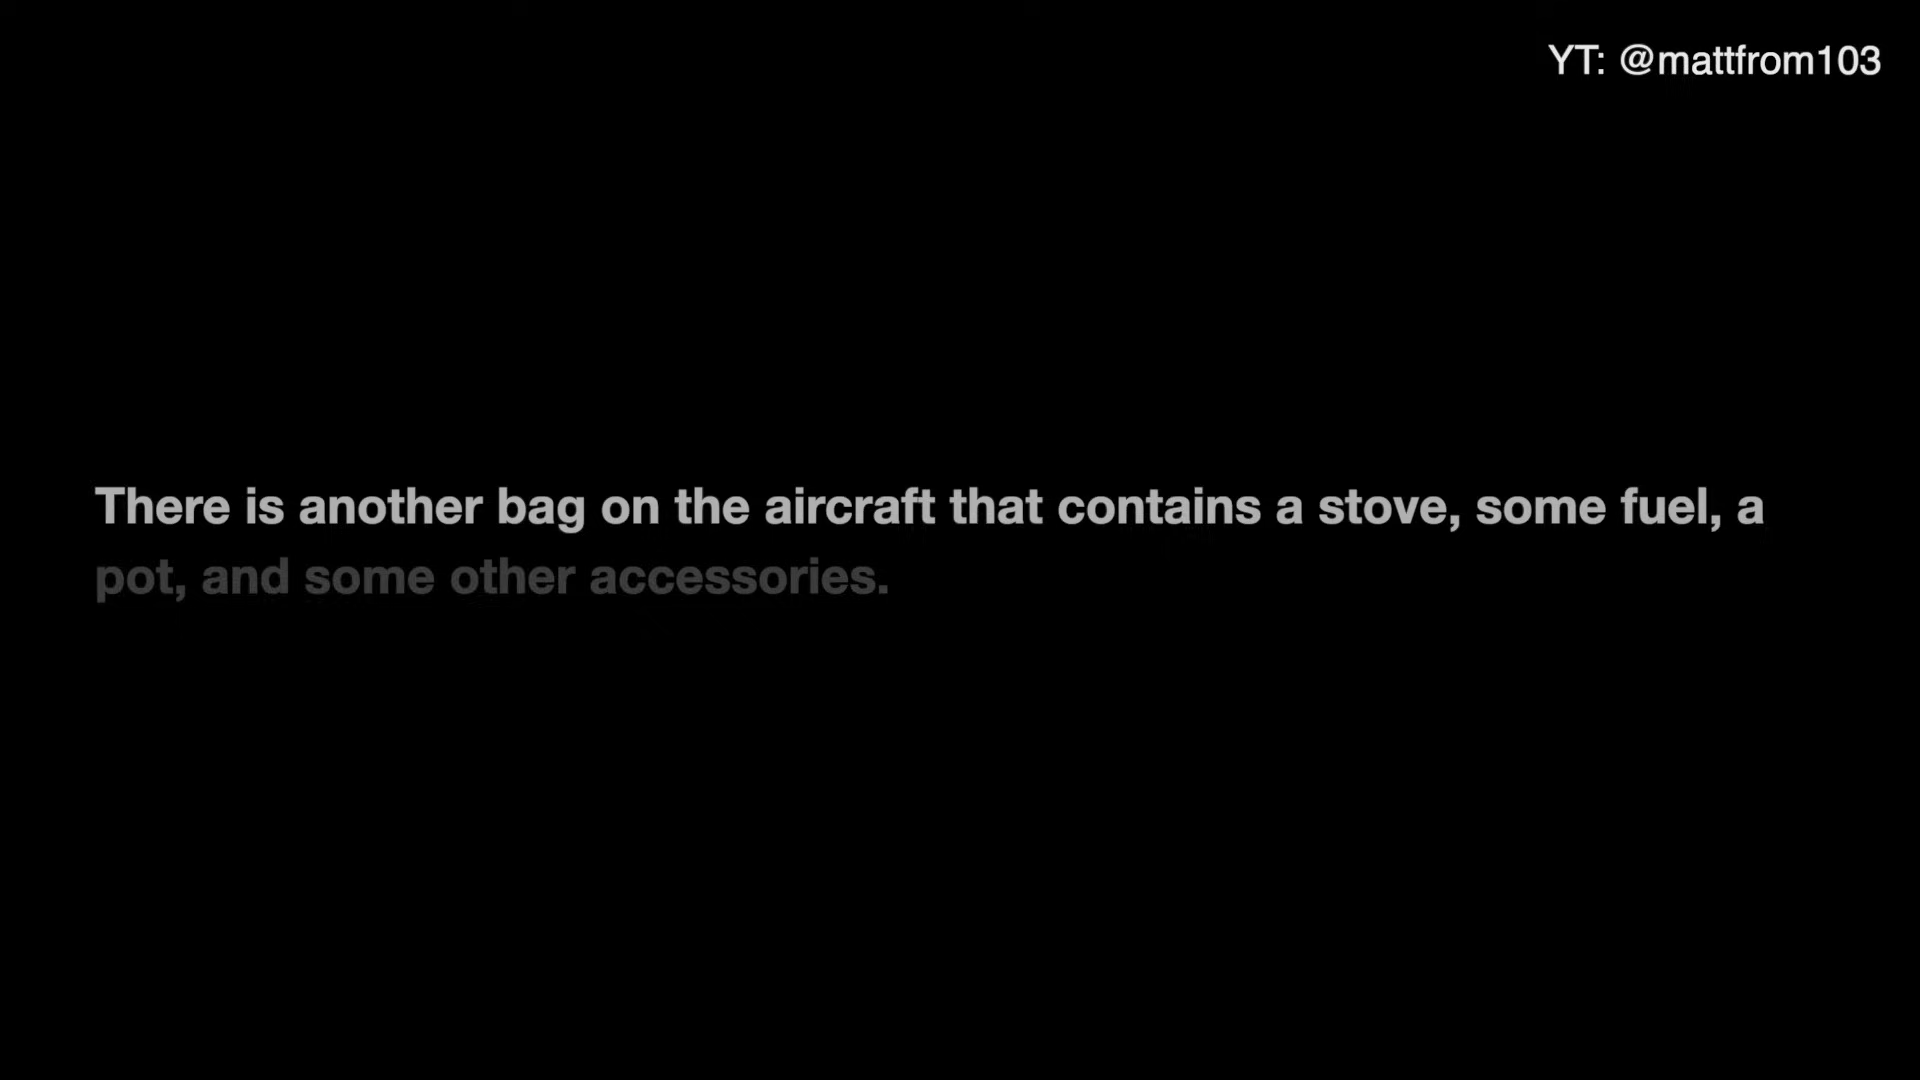 YT: @mattfrom103
There is another bag on the aircraft that contains a stove, some fuel, a
pot, and some other accessories.